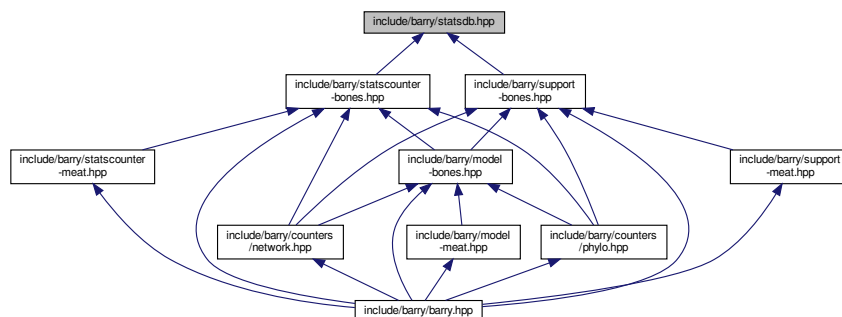 include/barry/statsdb.hpp
include/barry/statscounter
-bones.hpp
include/barry/support
-bones.hpp
include/barry/statscounter
-meat.hpp
include/barry/model
-bones.hpp
include/barry/support
-meat.hpp
include/barry/counters
/network.hpp
include/barry/model
-meat.hpp
include/barry/counters
/phylo.hpp
include/barry/barry.hpp